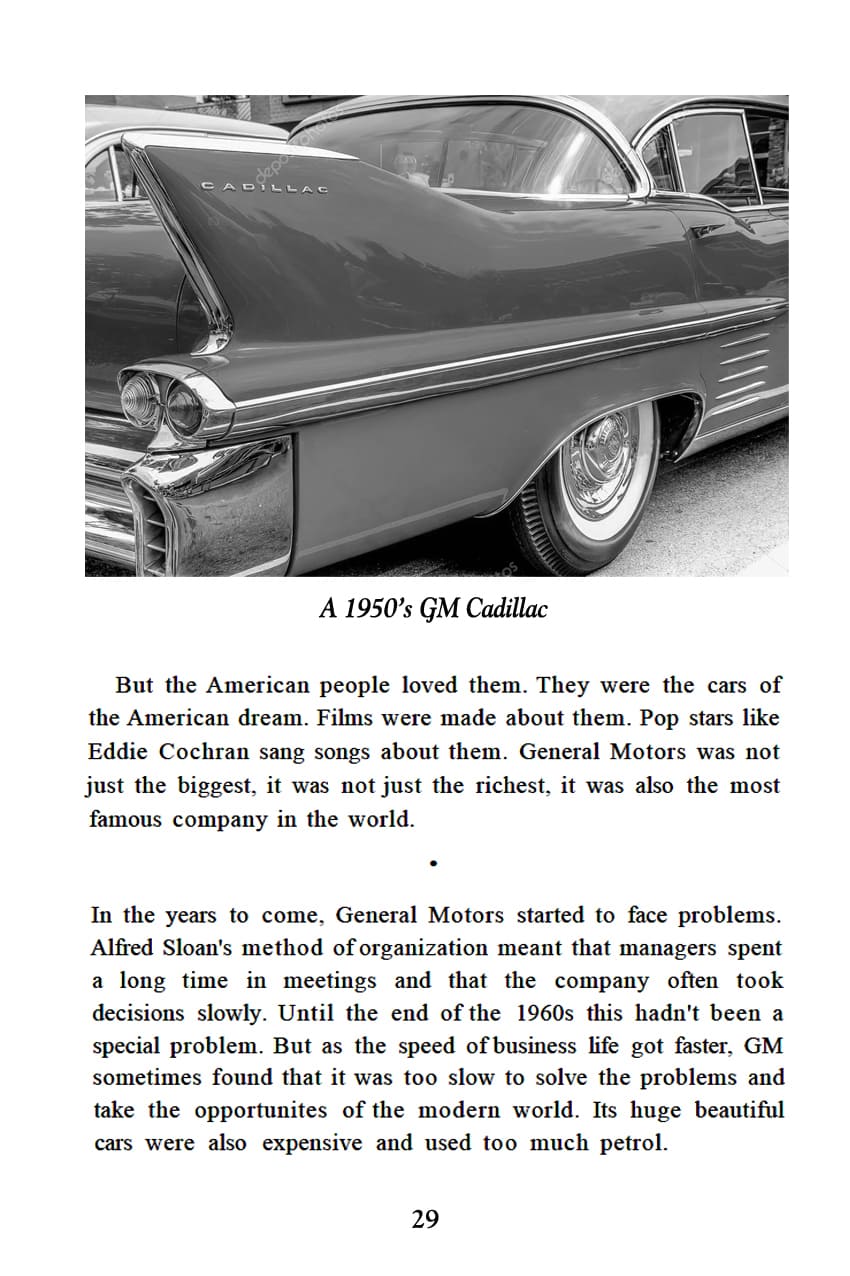 depositphotos
CADILLAC
A 1950’s GM Cadillac
But the American people loved them. They were the cars of
the American dream. Films were made about them. Pop stars like
Eddie Cochran sang songs about them. General Motors was not
just the biggest, it was not just the richest, it was also the most
famous company in the world.
•
In the years to come, General Motors started to face problems.
Alfred Sloan's method of organization meant that managers spent
a long time in meetings and that the company often took
decisions slowly. Until the end of the 1960s this hadn't been a
special problem. But as the speed of business life got faster, GM
sometimes found that it was too slow to solve the problems and
take the opportunites of the modern world. Its huge beautiful
cars were also expensive and used too much petrol.
29